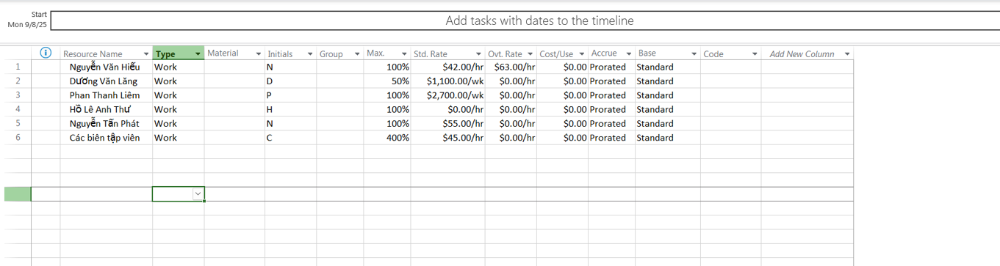 Start
Mon 9/8/25
Add tasks with dates to the timeline
Resource Name Type Material Initials Group Max. Std. Rate Ovt. Rate Cost/Use Accrue Base Code Add New Column
1 Nguyễn Văn Hiếu Work N 100% $42.00/hr $63.00/hr $0.00 Prorated Standard
2 Dương Văn Lăng Work D 50% $1,100.00/wk $0.00/hr $0.00 Prorated Standard
3 Phan Thanh Liêm Work P 100% $2,700.00/wk $0.00/hr $0.00 Prorated Standard
4 Hồ Lê Anh Thư Work H 100% $0.00/hr $0.00/hr $0.00 Prorated Standard
5 Nguyễn Tấn Phát Work N 100% $55.00/hr $0.00/hr $0.00 Prorated Standard
6 Các biên tập viên Work C 400% $45.00/hr $0.00/hr $0.00 Prorated Standard